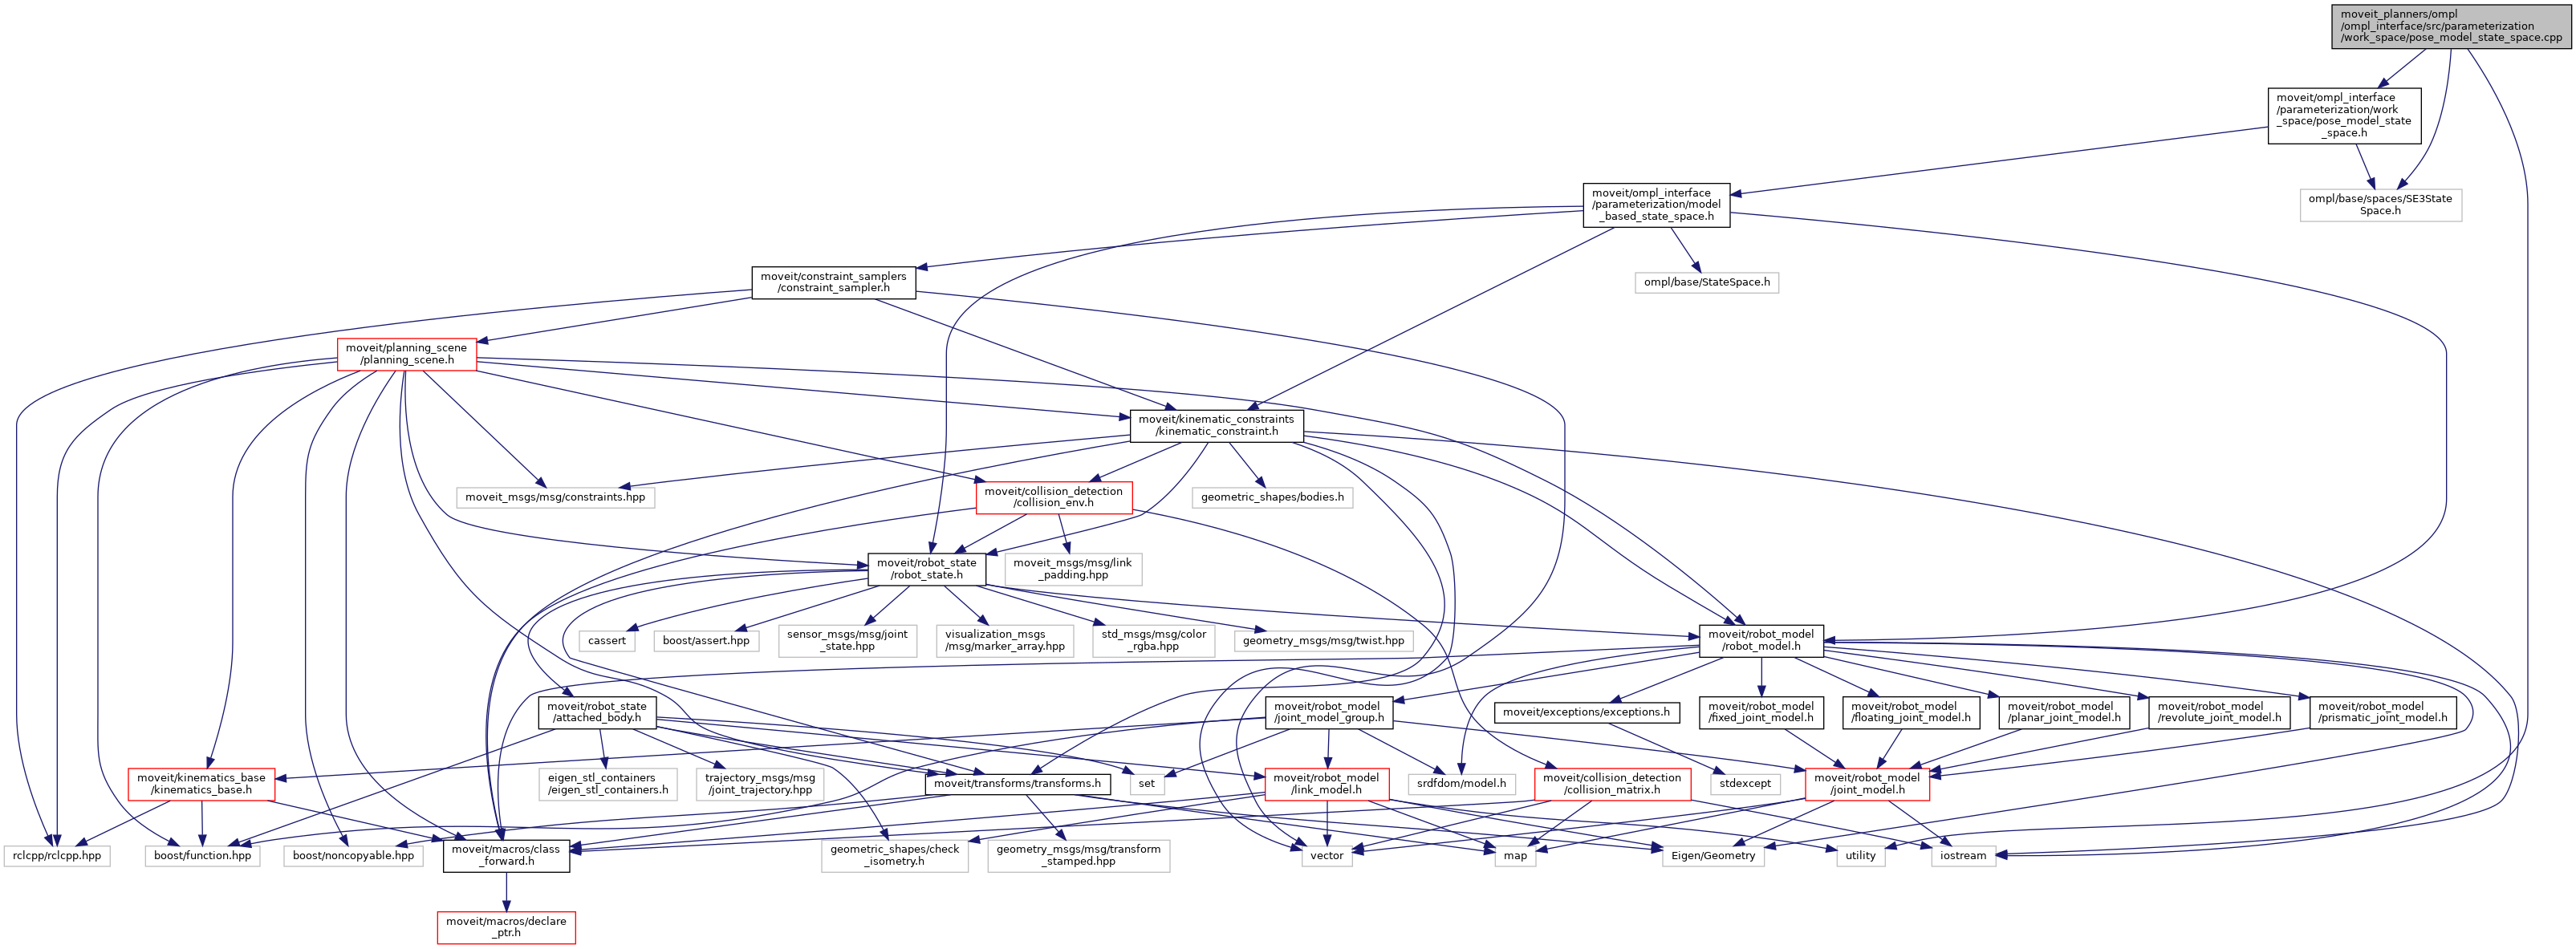 moveit_planners/ompl
/ompl_interface/src/parameterization
/work_space/pose_model_state_space.cpp
moveit/ompl_interface
/parameterization/work
_space/pose_model_state
_space.h
moveit/ompl_interface
/parameterization/model
_based_state_space.h
ompl/base/spaces/SE3State
Space.h
moveit/constraint_samplers
/constraint_sampler.h
ompl/base/StateSpace.h
moveit/planning_scene
/planning_scene.h
moveit/kinematic_constraints
/kinematic_constraint.h
moveit_msgs/msg/constraints.hpp
moveit/collision_detection
/collision_env.h
geometric_shapes/bodies.h
moveit/robot_state
/robot_state.h
moveit_msgs/msg/link
_padding.hpp
cassert
boost/assert.hpp
sensor_msgs/msg/joint
_state.hpp
visualization_msgs
/msg/marker_array.hpp
std_msgs/msg/color
_rgba.hpp
geometry_msgs/msg/twist.hpp
moveit/robot_model
/robot_model.h
moveit/robot_state
/attached_body.h
moveit/robot_model
/joint_model_group.h
moveit/exceptions/exceptions.h
moveit/robot_model
/fixed_joint_model.h
moveit/robot_model
/floating_joint_model.h
moveit/robot_model
/planar_joint_model.h
moveit/robot_model
/revolute_joint_model.h
moveit/robot_model
/prismatic_joint_model.h
moveit/kinematics_base
/kinematics_base.h
eigen_stl_containers
/eigen_stl_containers.h
trajectory_msgs/msg
/joint_trajectory.hpp
moveit/transforms/transforms.h
set
moveit/robot_model
/link_model.h
srdfdom/model.h
moveit/collision_detection
/collision_matrix.h
stdexcept
moveit/robot_model
/joint_model.h
rclcpp/rclcpp.hpp
boost/function.hpp
boost/noncopyable.hpp
moveit/macros/class
_forward.h
geometric_shapes/check
_isometry.h
geometry_msgs/msg/transform
_stamped.hpp
vector
map
Eigen/Geometry
utility
iostream
moveit/macros/declare
_ptr.h